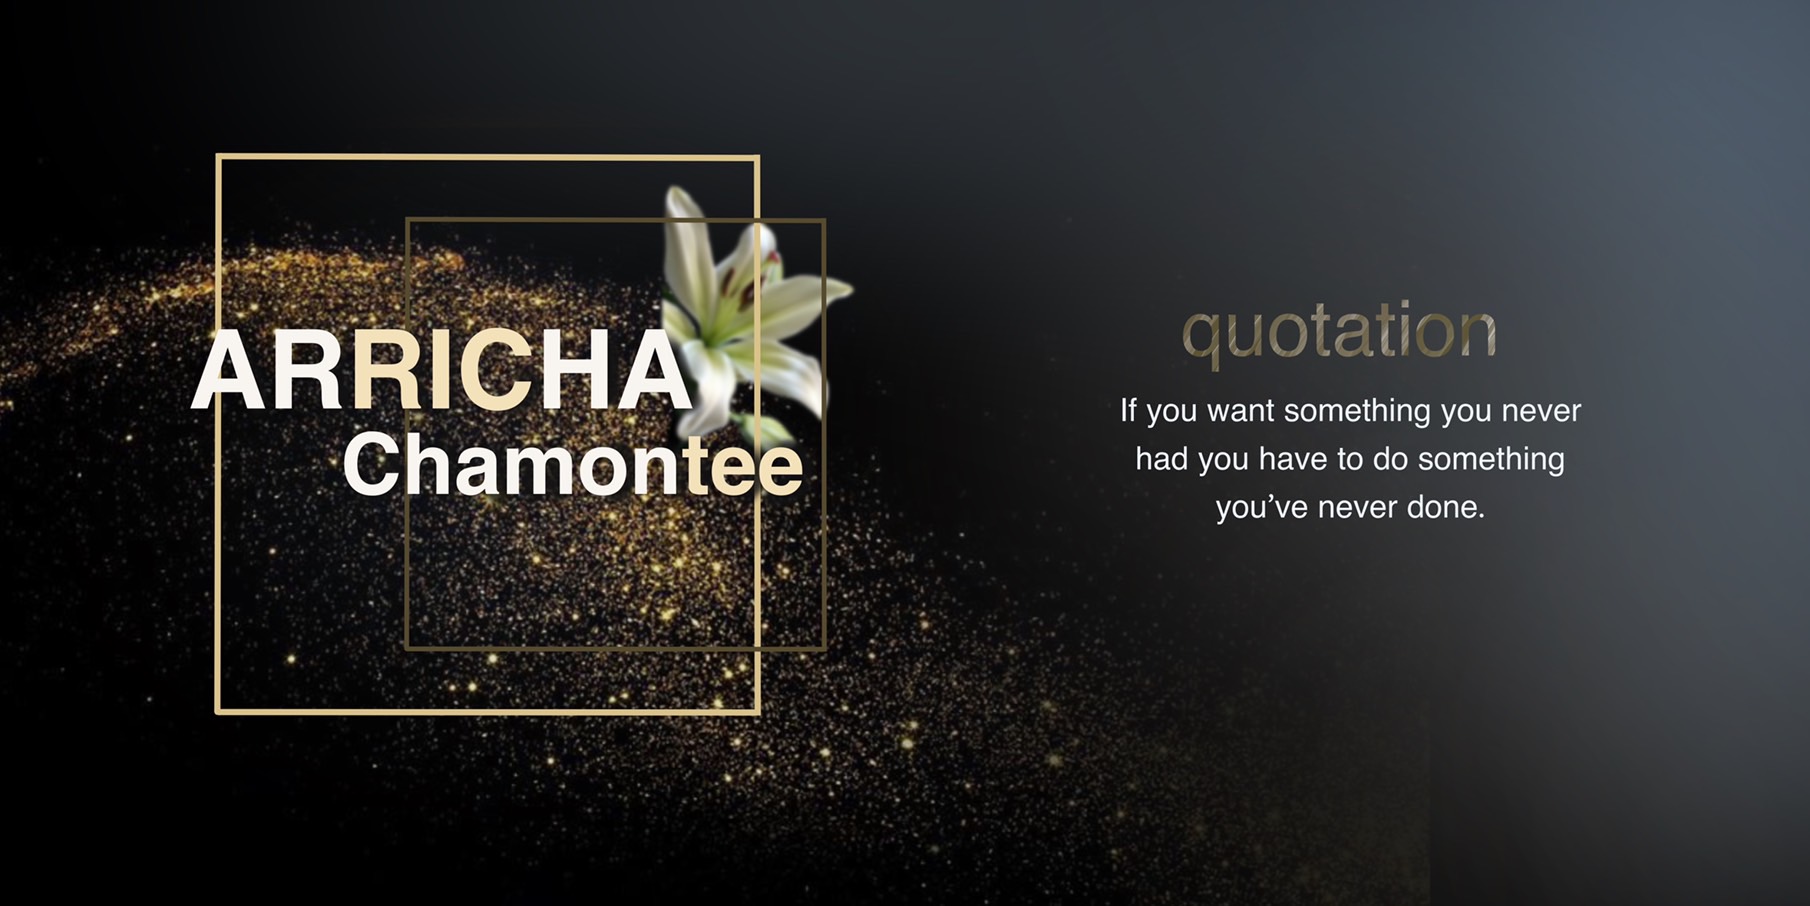 ARRICHA
Chamontee
quotation
If you want something you never
had you have to do something
you’ve never done.